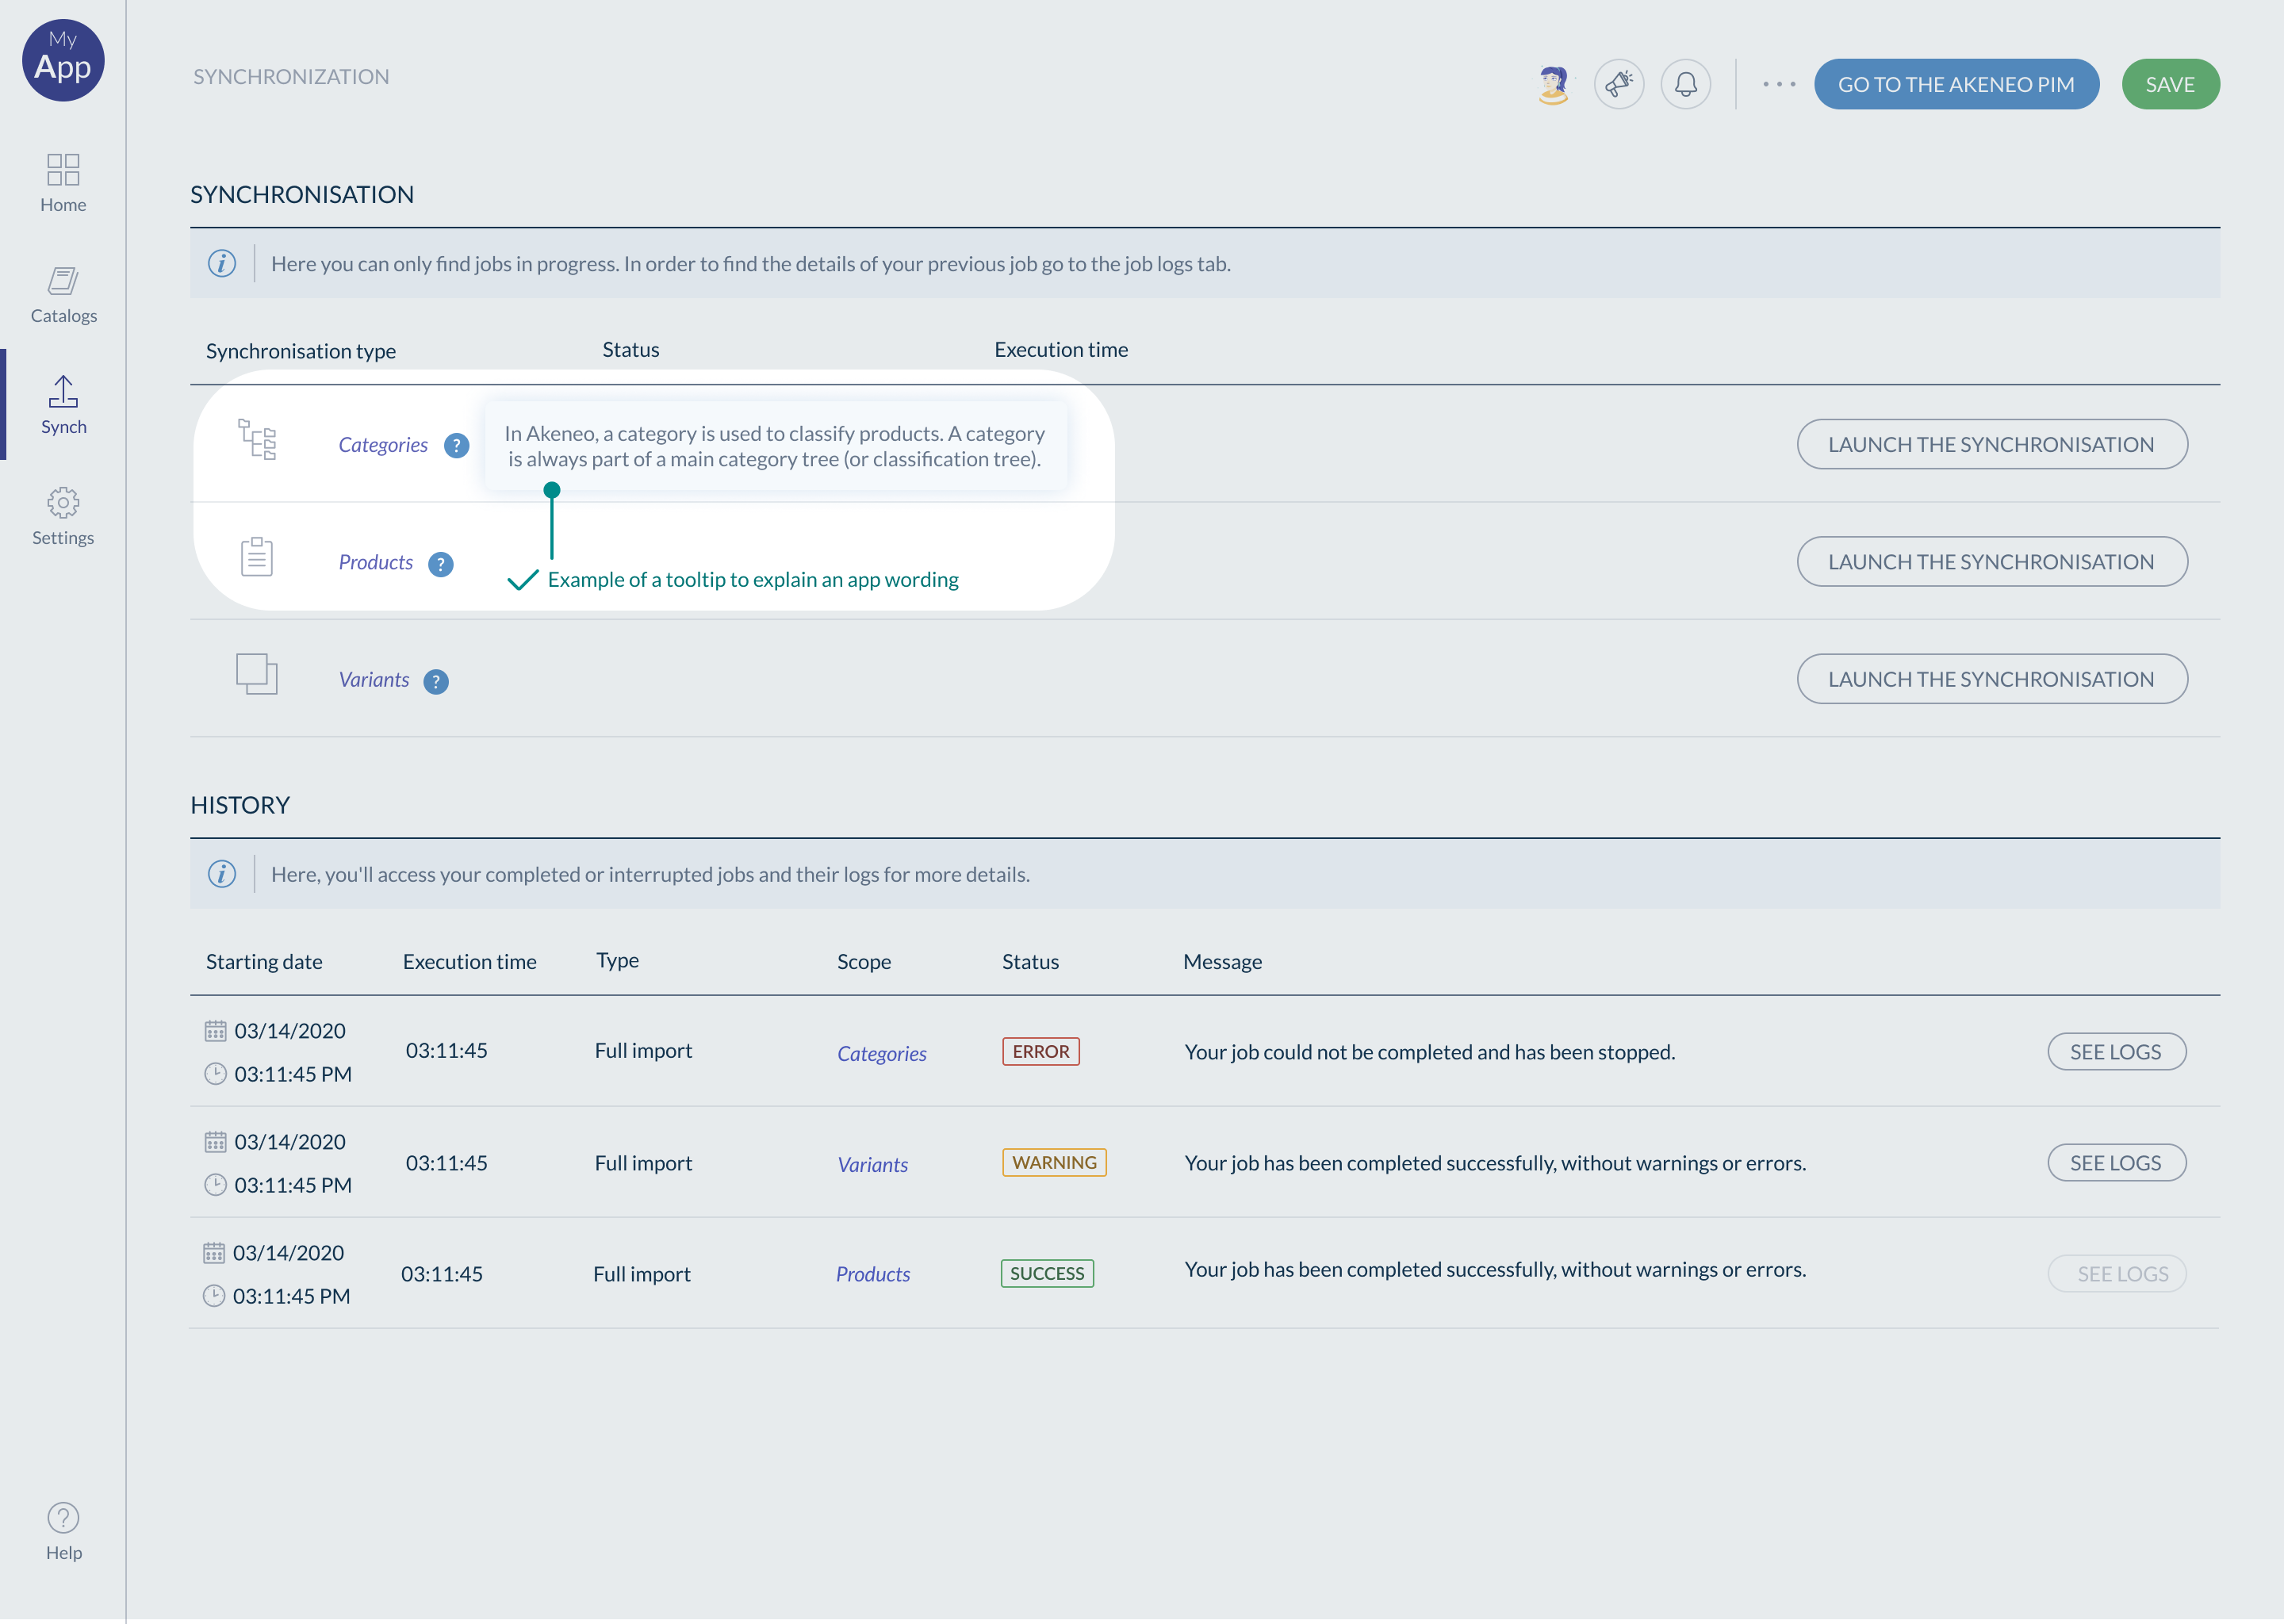 My
App
SYNCHRONIZATION
GO TO THE AKENEO PIM
SAVE
Home
Catalogs
Synch
Settings
Help
SYNCHRONISATION
Here you can only find jobs in progress. In order to find the details of your previous job go to the job logs tab.
Synchronisation type Status Execution time
Categories ?
In Akeneo, a category is used to classify products. A category
is always part of a main category tree (or classification tree).
LAUNCH THE SYNCHRONISATION
Products ?
Example of a tooltip to explain an app wording
LAUNCH THE SYNCHRONISATION
Variants ?
LAUNCH THE SYNCHRONISATION
HISTORY
Here, you'll access your completed or interrupted jobs and their logs for more details.
Starting date Execution time Type Scope Status Message
03/14/2020
03:11:45 PM
03:11:45 Full import Categories ERROR Your job could not be completed and has been stopped. SEE LOGS
03/14/2020
03:11:45 PM
03:11:45 Full import Variants WARNING Your job has been completed successfully, without warnings or errors. SEE LOGS
03/14/2020
03:11:45 PM
03:11:45 Full import Products SUCCESS Your job has been completed successfully, without warnings or errors. SEE LOGS